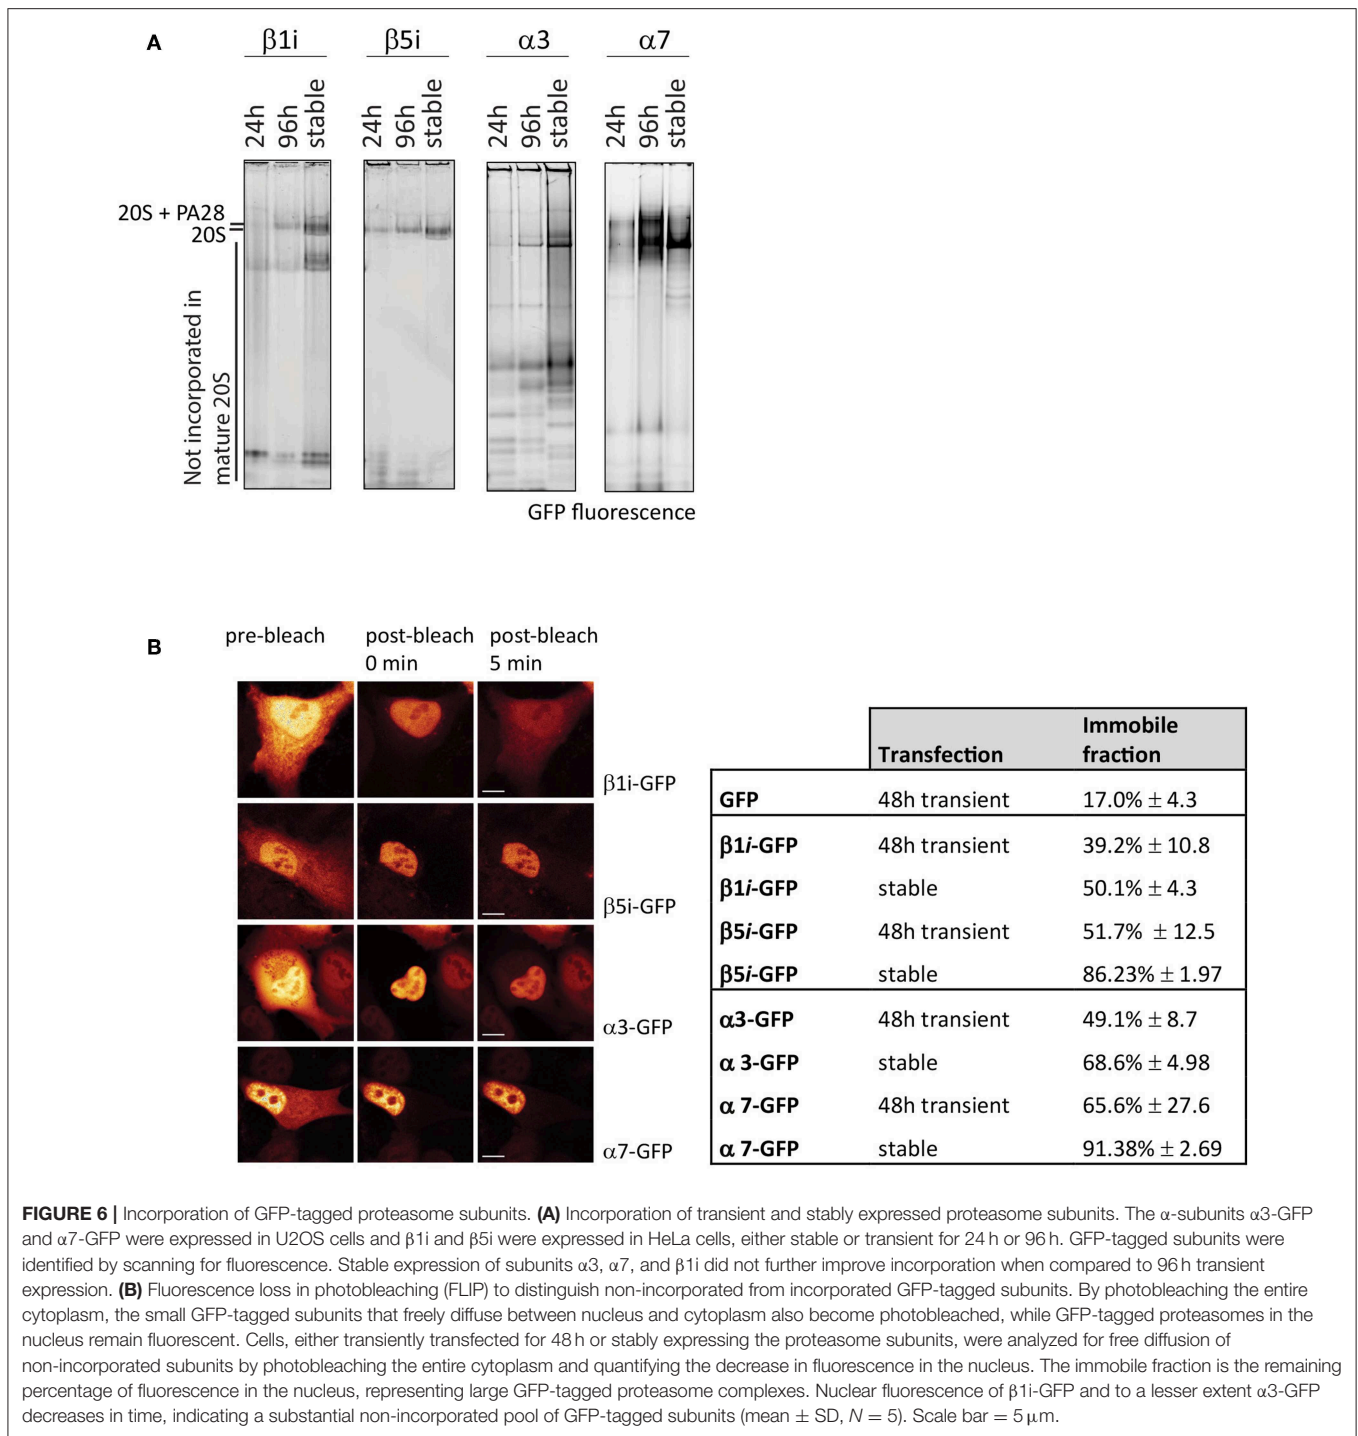 A
β1i β5i α3 α7
24h 96h stable 24h 96h stable 24h 96h stable 24h 96h stable
20S + PA28
20S
Not incorporated in
mature 20S
GFP fluorescence
B
pre-bleach post-bleach post-bleach
0 min 5 min
β1i-GFP
β5i-GFP
α3-GFP
α7-GFP
Immobile
Transfection fraction
GFP 48h transient 17.0% ± 4.3
β1i-GFP 48h transient 39.2% ± 10.8
β1i-GFP stable 50.1% ± 4.3
β5i-GFP 48h transient 51.7% ± 12.5
β5i-GFP stable 86.23% ± 1.97
α3-GFP 48h transient 49.1% ± 8.7
α 3-GFP stable 68.6% ± 4.98
α 7-GFP 48h transient 65.6% ± 27.6
α 7-GFP stable 91.38% ± 2.69
FIGURE 6 | Incorporation of GFP-tagged proteasome subunits. (A) Incorporation of transient and stably expressed proteasome subunits. The α-subunits α3-GFP
and α7-GFP were expressed in U2OS cells and β1i and β5i were expressed in HeLa cells, either stable or transient for 24 h or 96 h. GFP-tagged subunits were
identified by scanning for fluorescence. Stable expression of subunits α3, α7, and β1i did not further improve incorporation when compared to 96 h transient
expression. (B) Fluorescence loss in photobleaching (FLIP) to distinguish non-incorporated from incorporated GFP-tagged subunits. By photobleaching the entire
cytoplasm, the small GFP-tagged subunits that freely diffuse between nucleus and cytoplasm also become photobleached, while GFP-tagged proteasomes in the
nucleus remain fluorescent. Cells, either transiently transfected for 48 h or stably expressing the proteasome subunits, were analyzed for free diffusion of
non-incorporated subunits by photobleaching the entire cytoplasm and quantifying the decrease in fluorescence in the nucleus. The immobile fraction is the remaining
percentage of fluorescence in the nucleus, representing large GFP-tagged proteasome complexes. Nuclear fluorescence of β1i-GFP and to a lesser extent α3-GFP
decreases in time, indicating a substantial non-incorporated pool of GFP-tagged subunits (mean ± SD, N = 5). Scale bar = 5 μm.